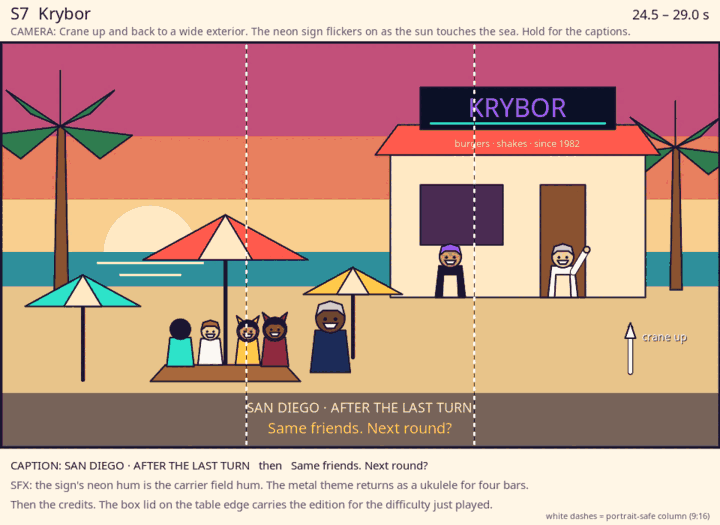 S7 Krybor
24.5 – 29.0 s
CAMERA: Crane up and back to a wide exterior. The neon sign flickers on as the sun touches the sea. Hold for the captions.
KRYBOR
burgers · shakes · since 1982
crane up
SAN DIEGO · AFTER THE LAST TURN
Same friends. Next round?
CAPTION: SAN DIEGO · AFTER THE LAST TURN then Same friends. Next round?
SFX: the sign's neon hum is the carrier field hum. The metal theme returns as a ukulele for four bars.
Then the credits. The box lid on the table edge carries the edition for the difficulty just played.
white dashes = portrait-safe column (9:16)